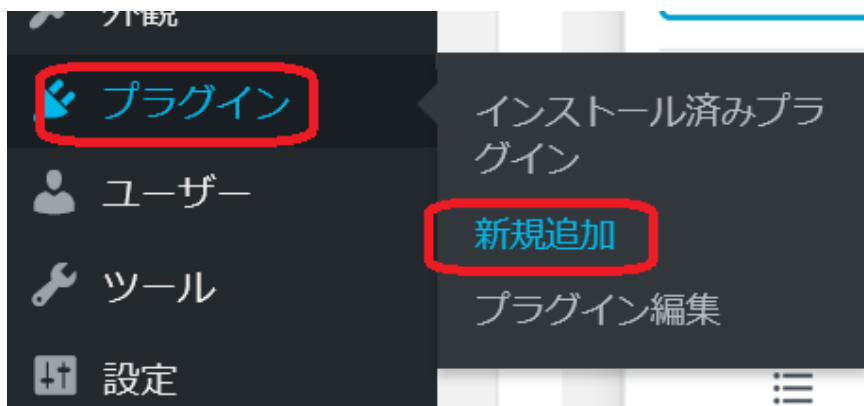 外観
プラグイン
ユーザー
ツール
設定
インストール済みプラ
グイン
新規追加
プラグイン編集